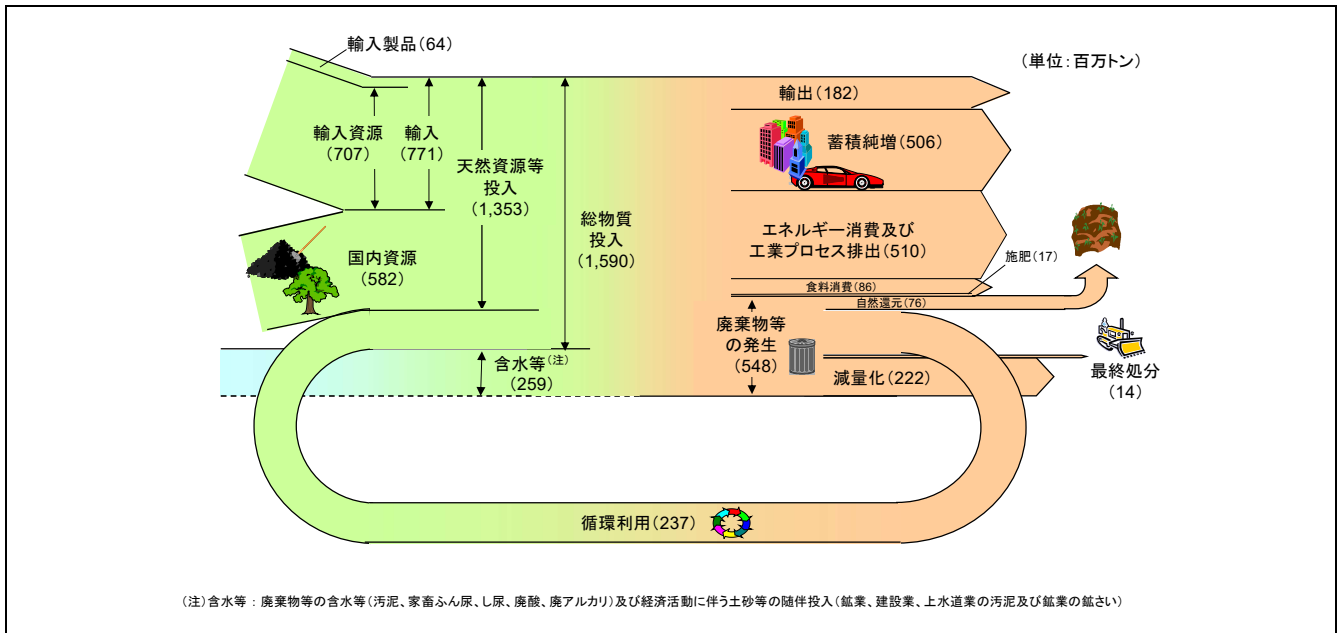 輸入製品(64)
(単位:百万トン)
輸出(182)
輸入資源
(707)
輸入
(771)
蓄積純増(506)
天然資源等
投入
(1,353)
総物質
投入
(1,590)
エネルギー消費及び
工業プロセス排出(510)
国内資源
(582)
施肥(17)
食料消費(86)
自然還元(76)
廃棄物等
の発生
(548)
含水等(注)
(259)
減量化(222)
最終処分
(14)
循環利用(237)
(注)含水等:廃棄物等の含水等(汚泥、家畜ふん尿、し尿、廃酸、廃アルカリ)及び経済活動に伴う土砂等の随伴投入(鉱業、建設業、上水道業の汚泥及び鉱業の鉱さい)